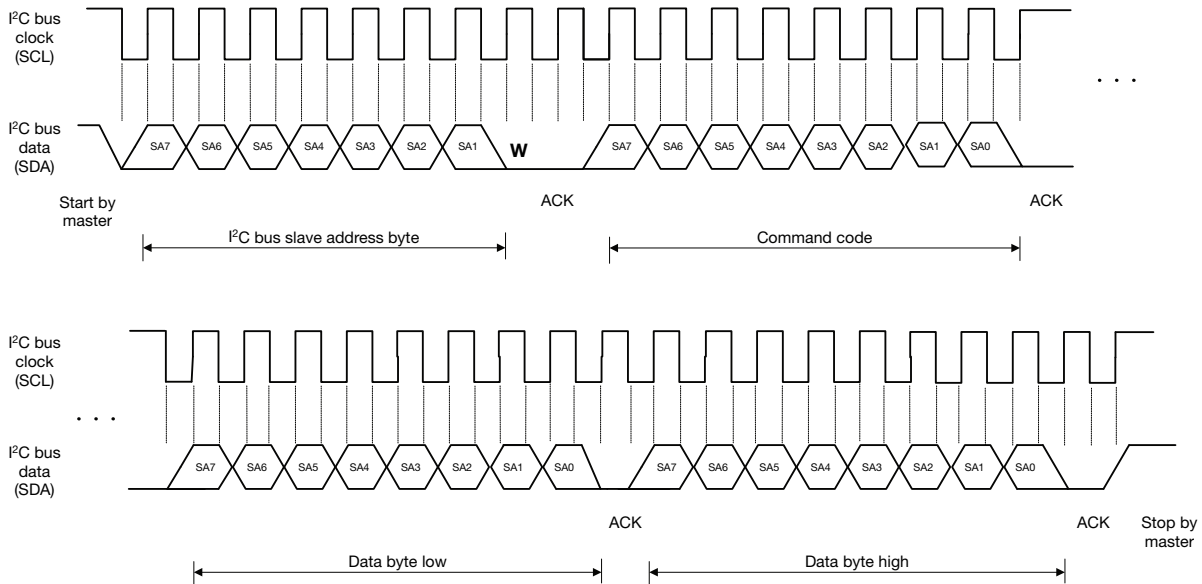 I²C bus
clock
(SCL)
. . .
I²C bus
data
(SDA)
SA7 SA6 SA5 SA4 SA3 SA2 SA1 W SA7 SA6 SA5 SA4 SA3 SA2 SA1 SA0
Start by
master
ACK ACK
I²C bus slave address byte Command code
I²C bus
clock
(SCL)
. . .
I²C bus
data
(SDA)
SA7 SA6 SA5 SA4 SA3 SA2 SA1 SA0 SA7 SA6 SA5 SA4 SA3 SA2 SA1 SA0
ACK ACK Stop by
master
Data byte low Data byte high